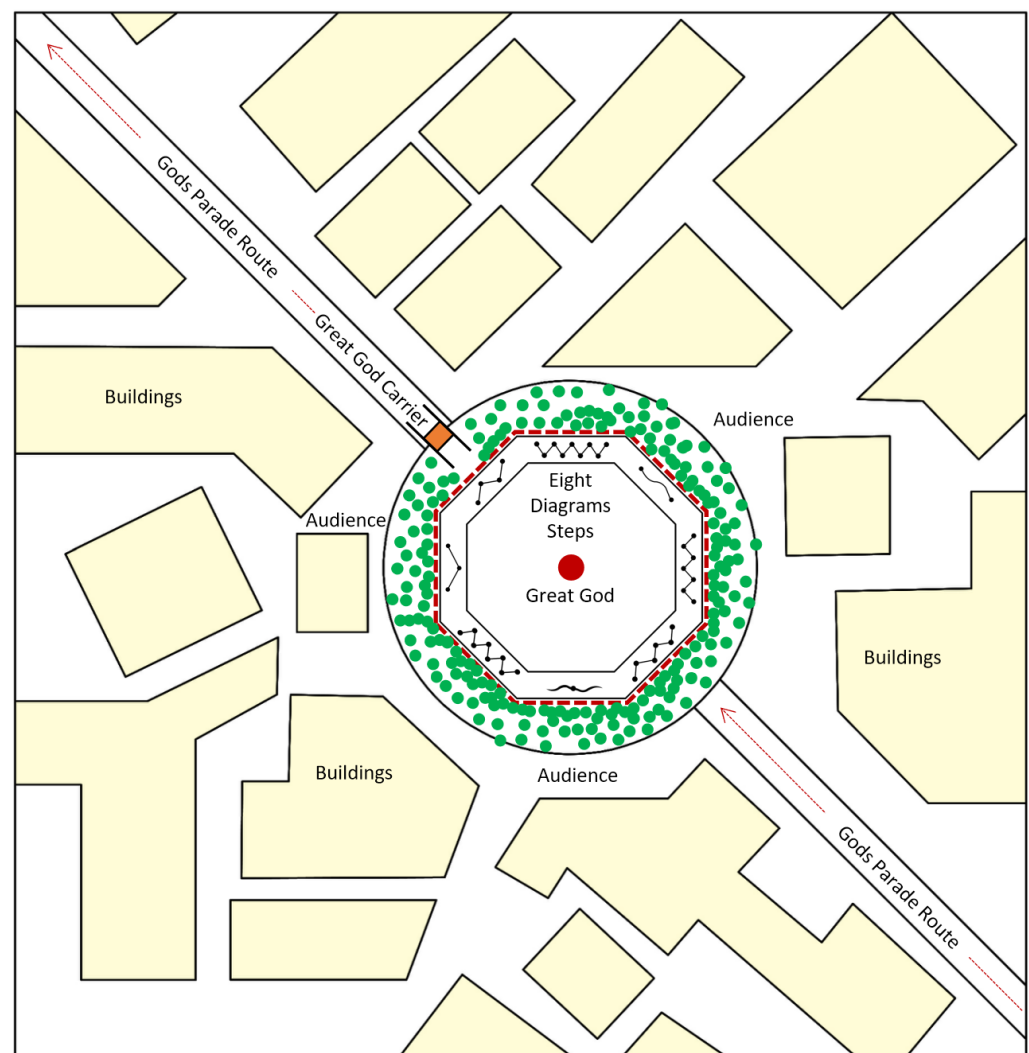 Gods Parade Route
Great God Carrier
Buildings
Audience
Audience
Eight
Diagrams
Steps
Great God
Buildings
Buildings
Audience
Gods Parade Route